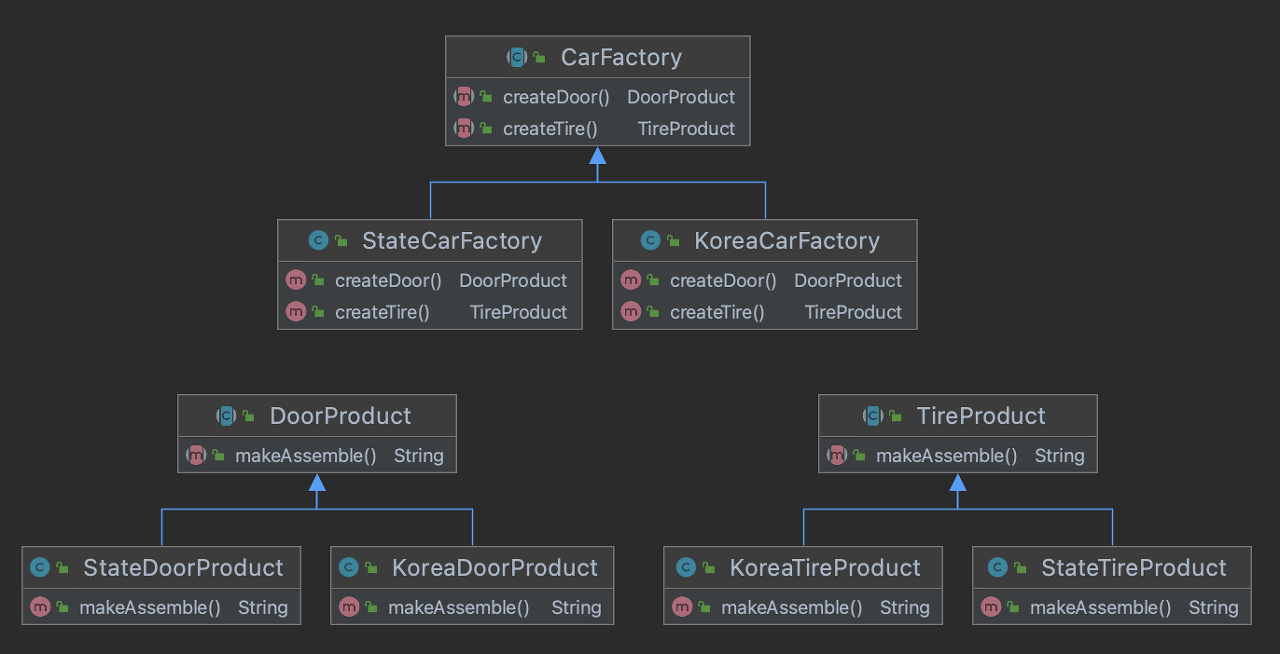 CarFactory
createDoor() DoorProduct
createTire() TireProduct
StateCarFactory
createDoor() DoorProduct
createTire() TireProduct
KoreaCarFactory
createDoor() DoorProduct
createTire() TireProduct
DoorProduct
makeAssemble() String
TireProduct
makeAssemble() String
StateDoorProduct
makeAssemble() String
KoreaDoorProduct
makeAssemble() String
KoreaTireProduct
makeAssemble() String
StateTireProduct
makeAssemble() String